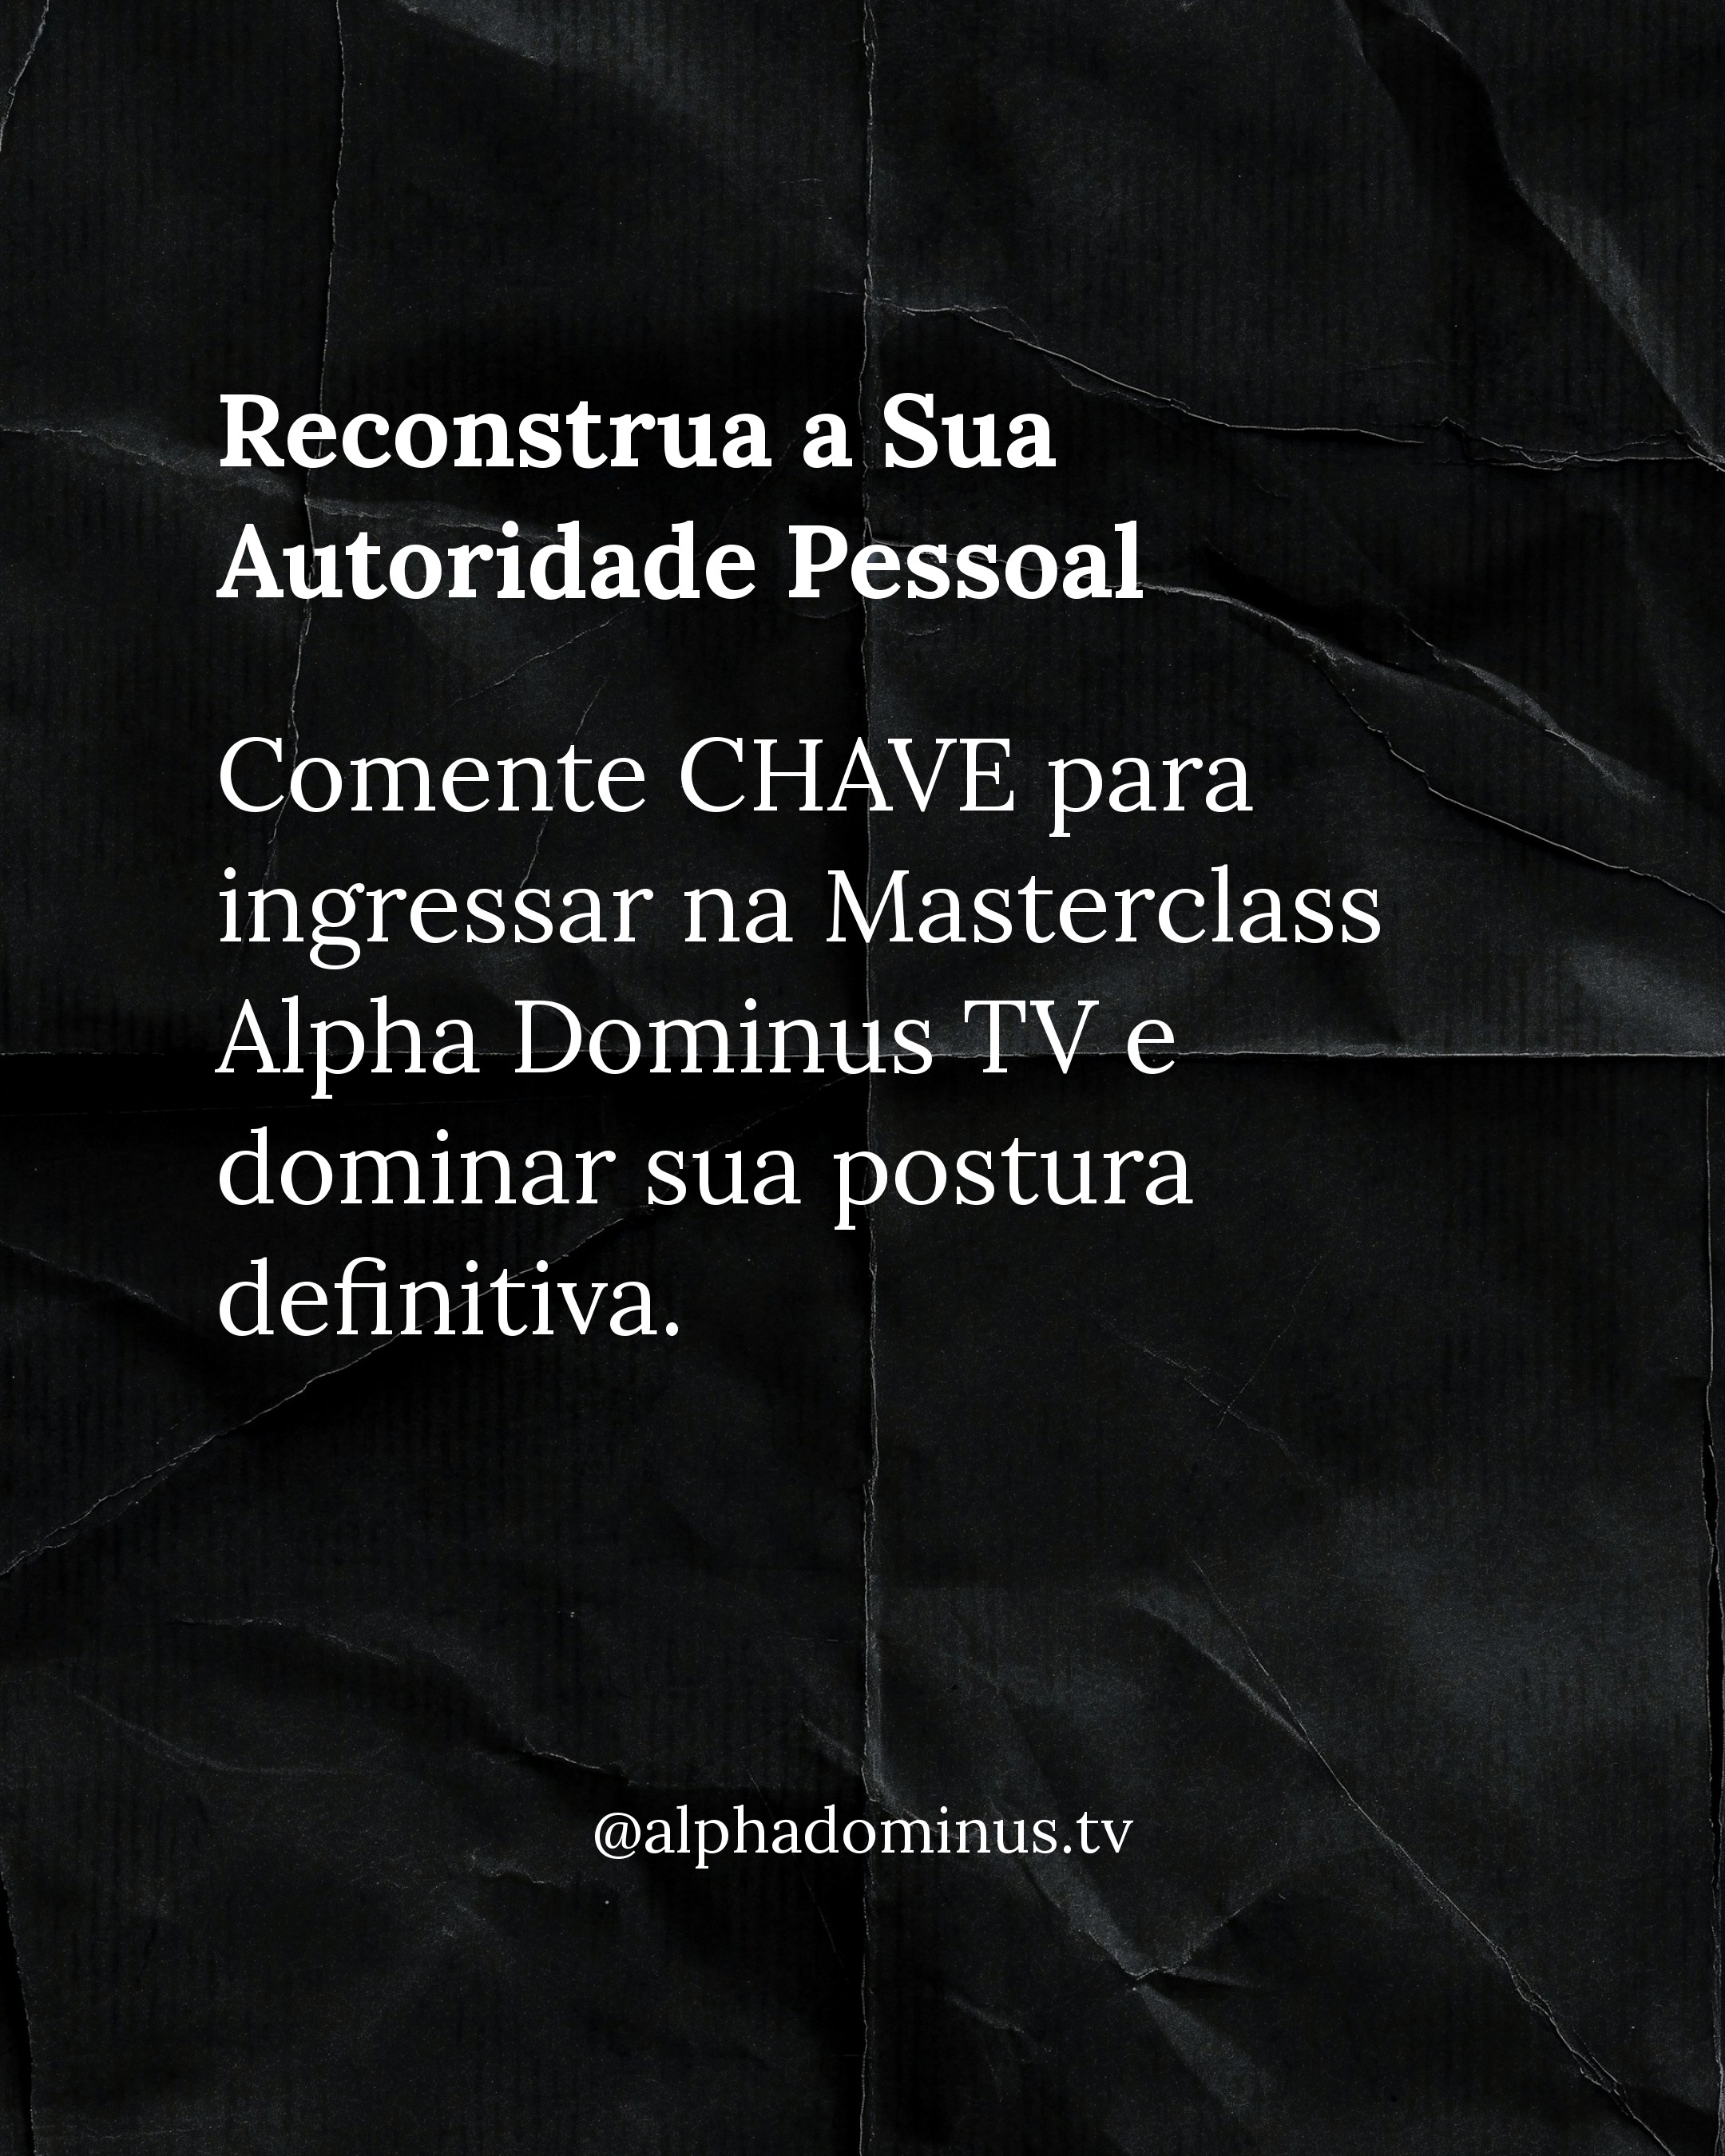 Reconstrua a Sua
Autoridade Pessoal
Comente CHAVE para
ingressar na Masterclass
Alpha Dominus TV e
dominar sua postura
definitiva.
@alphadominus.tv